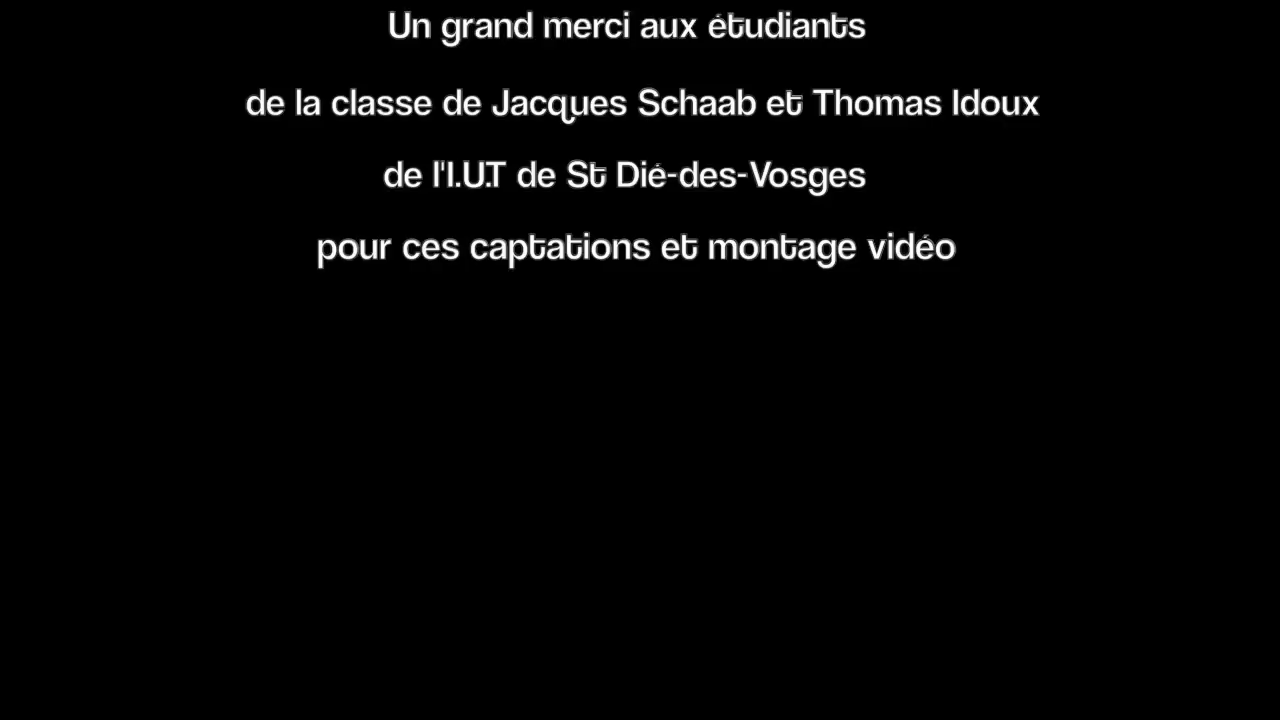 Un grand merci aux étudiants
de la classe de Jacques Schaab et Thomas Idoux
de l'I.U.T de St Dié-des-Vosges
pour ces captations et montage vidéo